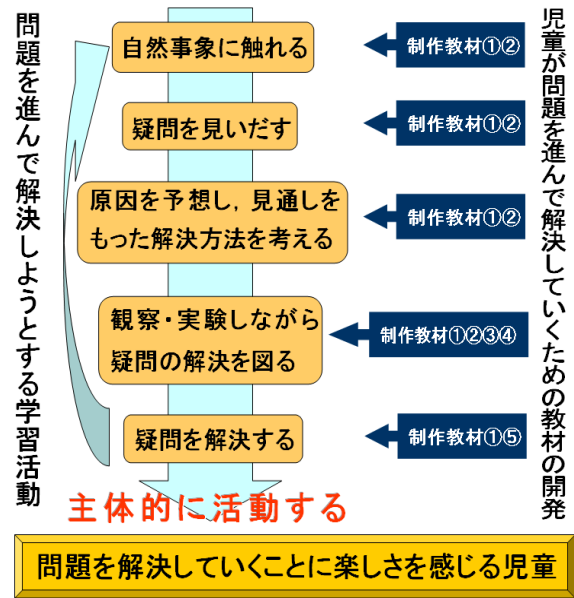 問題を進んで解決しようとする学習活動
自然事象に触れる
制作教材①②
疑問を見いだす
制作教材①②
原因を予想し，見通しを
もった解決方法を考える
制作教材①②
観察・実験しながら
疑問の解決を図る
制作教材①②③④
疑問を解決する
制作教材①⑤
児童が問題を進んで解決していくための教材の開発
主体的に活動する
問題を解決していくことに楽しさを感じる児童